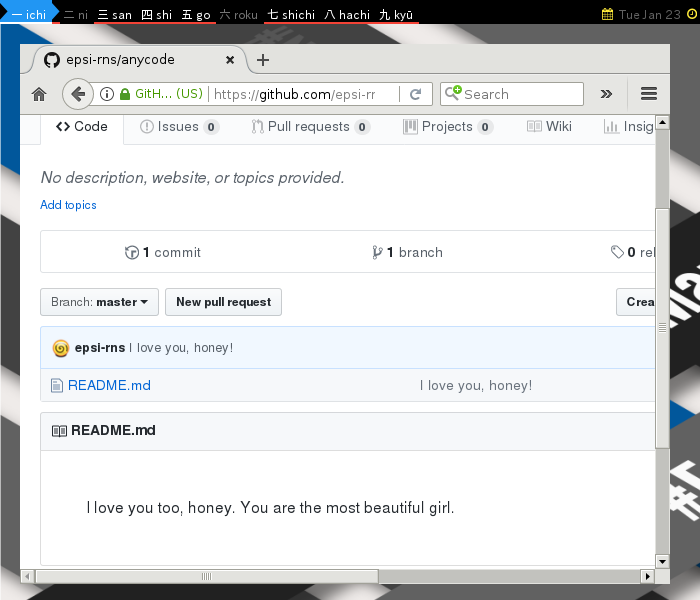 一 ichi 二 ni 三 san 四 shi 五 go 六 roku 七 shichi 八 hachi 九 kyū Tue Jan 23
epsi-rns/anycode
GitH... (US) https://github.com/epsi-rr Search
Code Issues 0 Pull requests 0 Projects 0 Wiki Insig
No description, website, or topics provided.
Add topics
1 commit 1 branch 0 rel
Branch: master New pull request Crea
epsi-rns I love you, honey!
README.md I love you, honey!
README.md
I love you too, honey. You are the most beautiful girl.